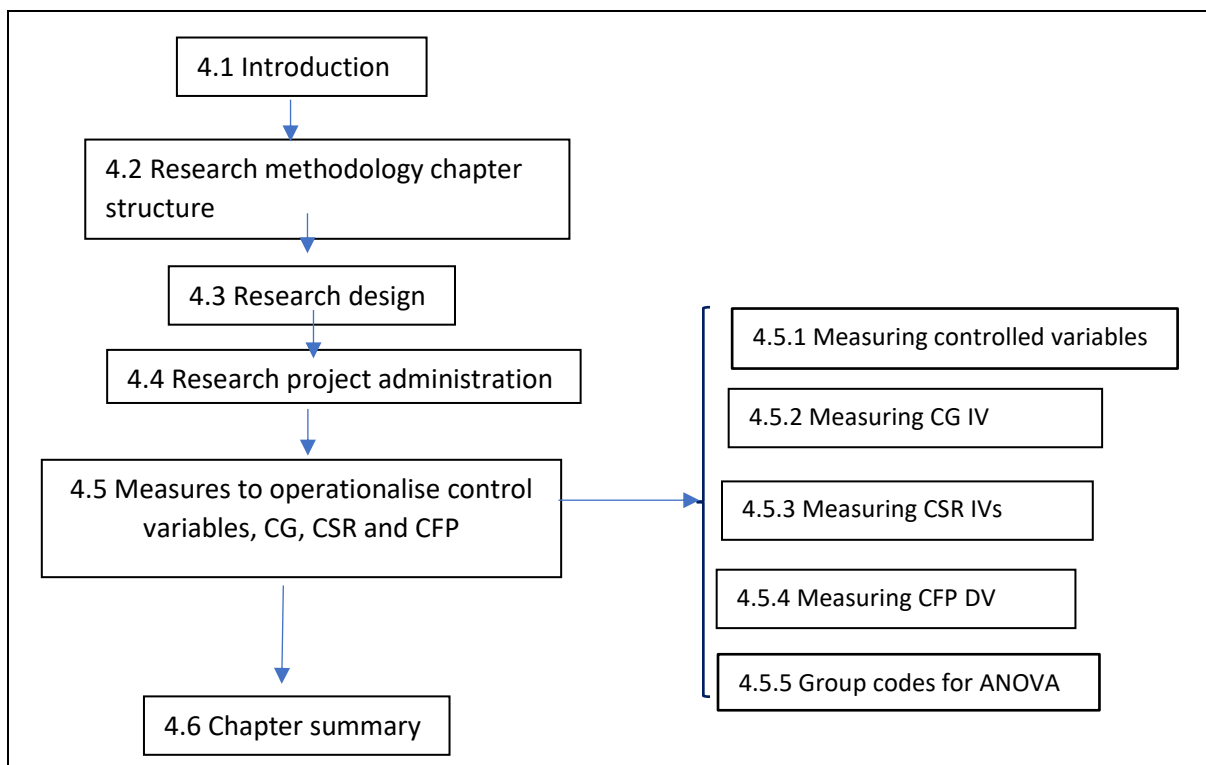 4.1 Introduction
4.2 Research methodology chapter
structure
4.3 Research design
4.4 Research project administration
4.5 Measures to operationalise control
variables, CG, CSR and CFP
4.6 Chapter summary
4.5.1 Measuring controlled variables
4.5.2 Measuring CG IV
4.5.3 Measuring CSR IVs
4.5.4 Measuring CFP DV
4.5.5 Group codes for ANOVA